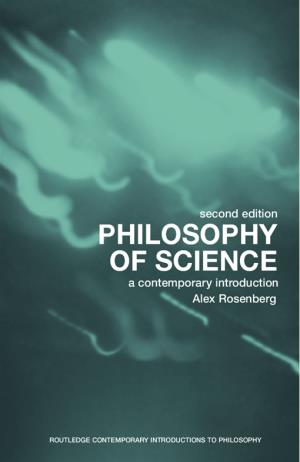 second edition
PHILOSOPHY
OF SCIENCE
a contemporary introduction
Alex Rosenberg
ROUTLEDGE CONTEMPORARY INTRODUCTIONS TO PHILOSOPHY